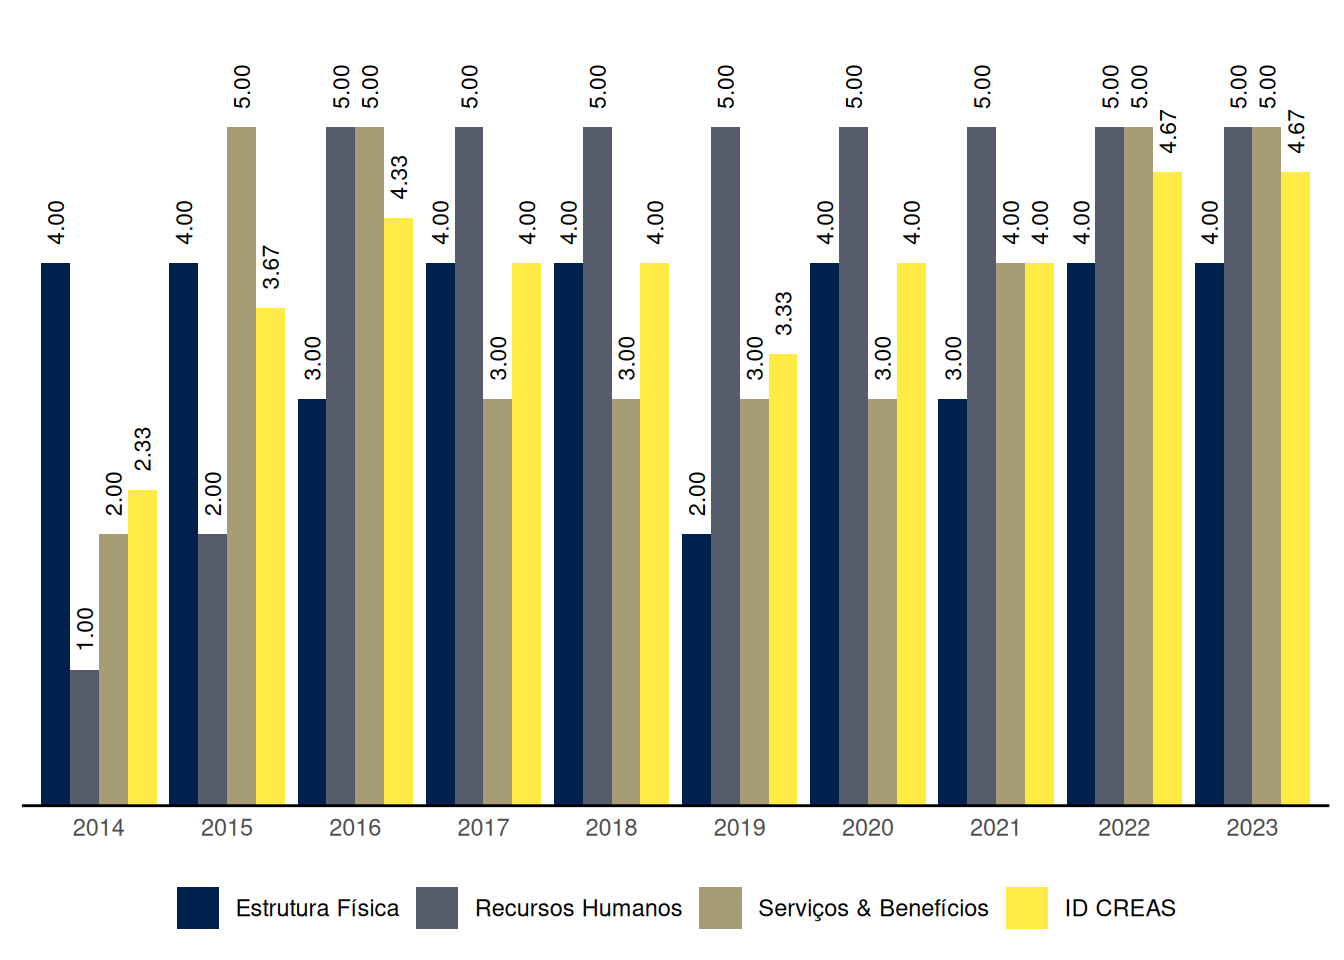 4.00 1.00 2.00 2.33
4.00 2.00 5.00 3.67
3.00 5.00 5.00 4.33
4.00 5.00 3.00 4.00
4.00 5.00 3.00 4.00
2.00 5.00 3.00 3.33
4.00 5.00 3.00 4.00
3.00 5.00 4.00 4.00
4.00 5.00 5.00 4.67
4.00 5.00 5.00 4.67
2014 2015 2016 2017 2018 2019 2020 2021 2022 2023
Estrutura Física Recursos Humanos Serviços & Benefícios ID CREAS